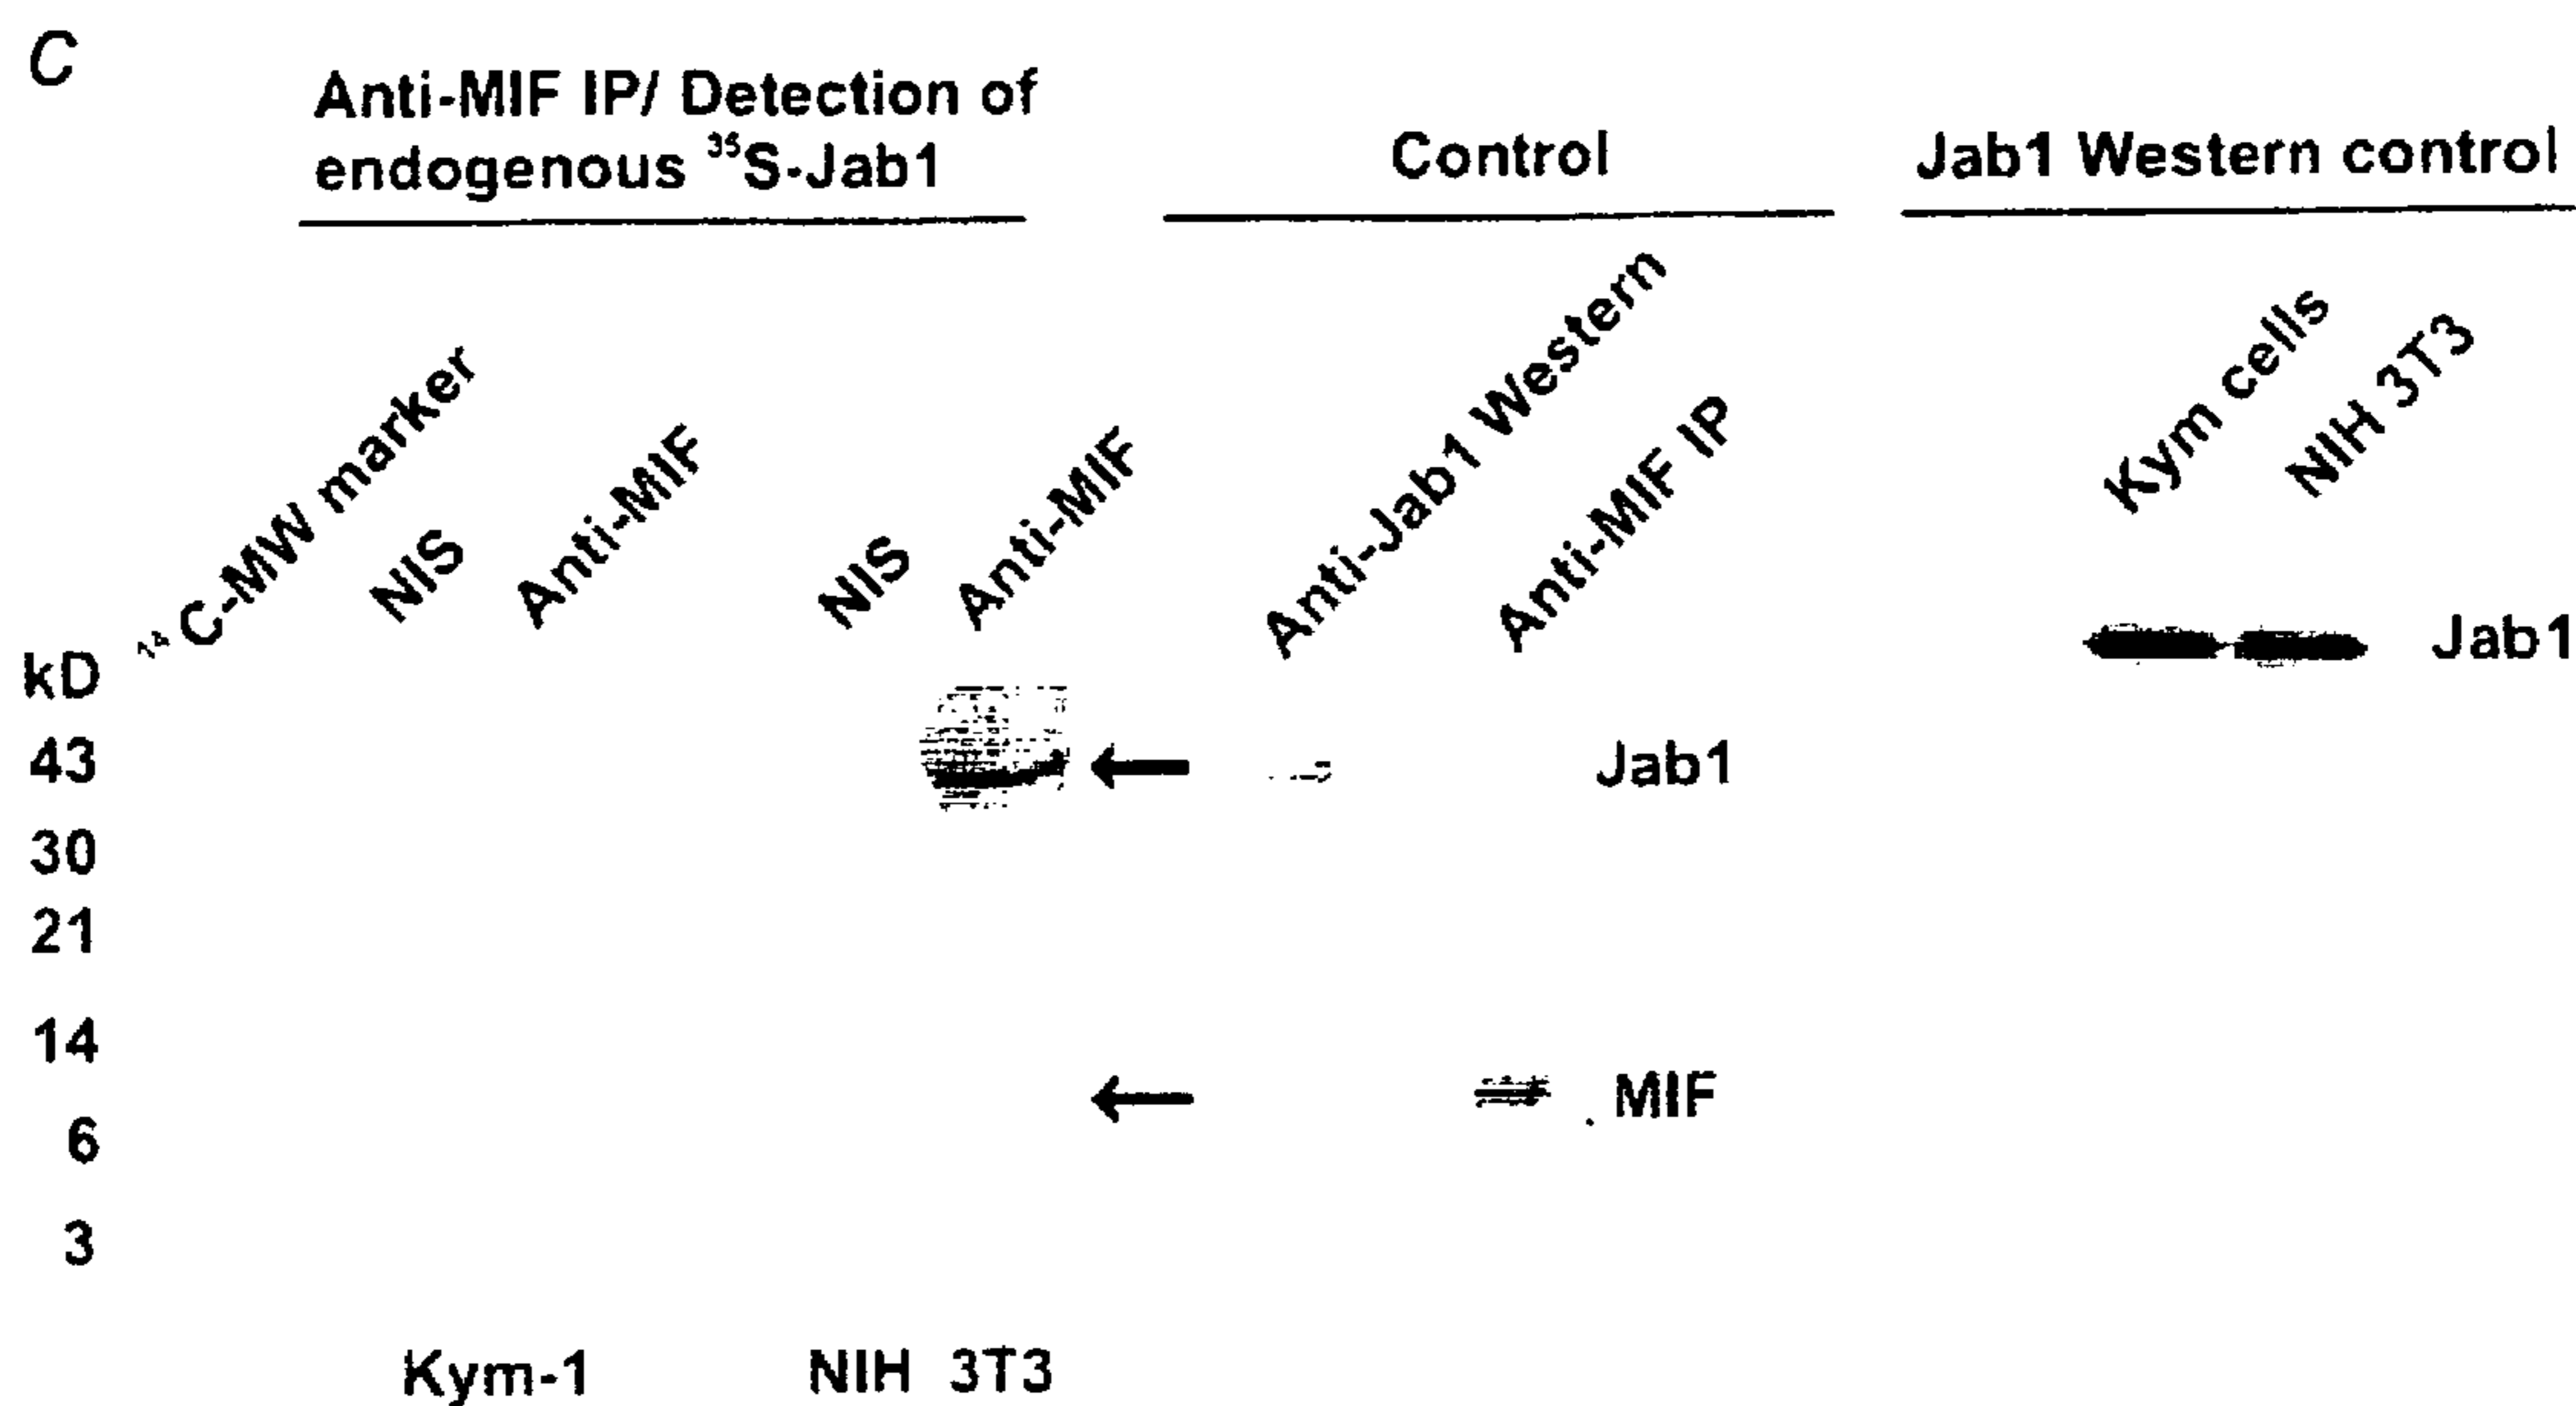 C
Anti-MIF IP/ Detection of
endogenous ³⁵S-Jab1
Control
Jab1 Western control
¹⁴C-MW marker
NIS
Anti-MIF
NIS
Anti-MIF
Anti-Jab1 Western
Anti-MIF IP
Kym cells
NIH 3T3
Jab1
kD
43
Jab1
30
21
14
MIF
6
3
Kym-1
NIH 3T3